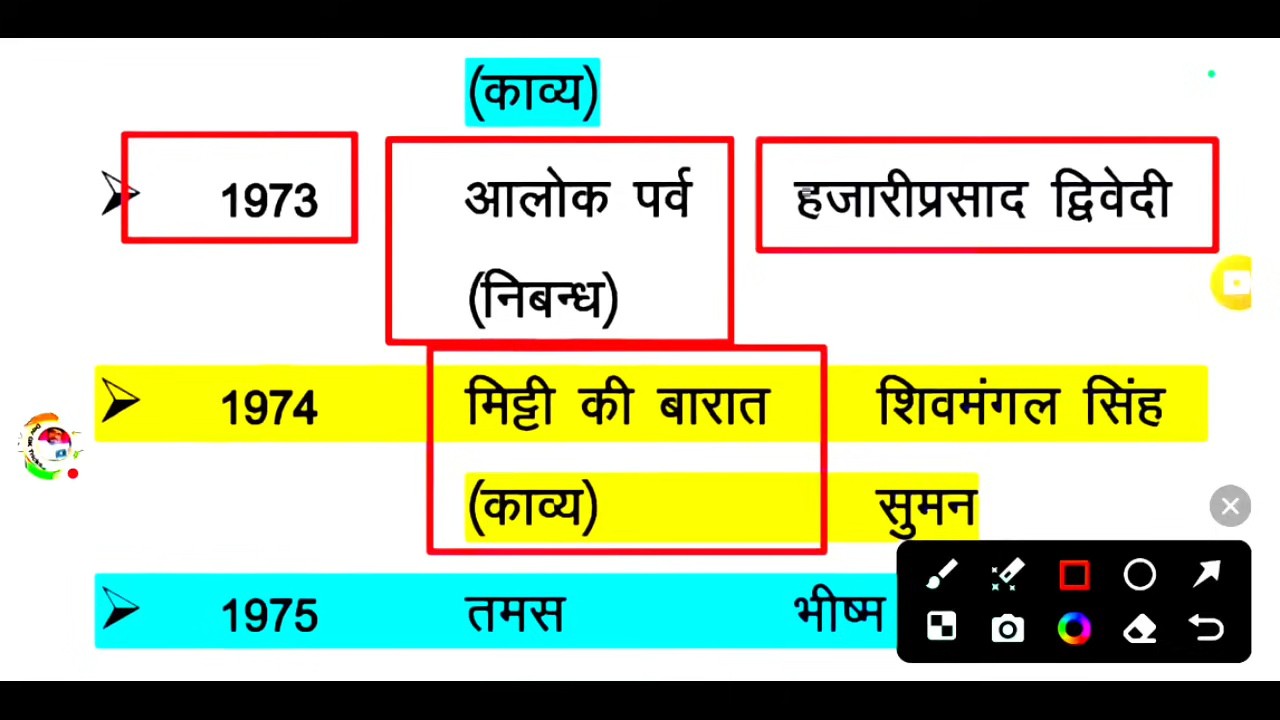 (काव्य)
1973 आलोक पर्व हजारीप्रसाद द्विवेदी
(निबन्ध)
1974 मिट्टी की बारात शिवमंगल सिंह
(काव्य) सुमन
1975 तमस भीष्म